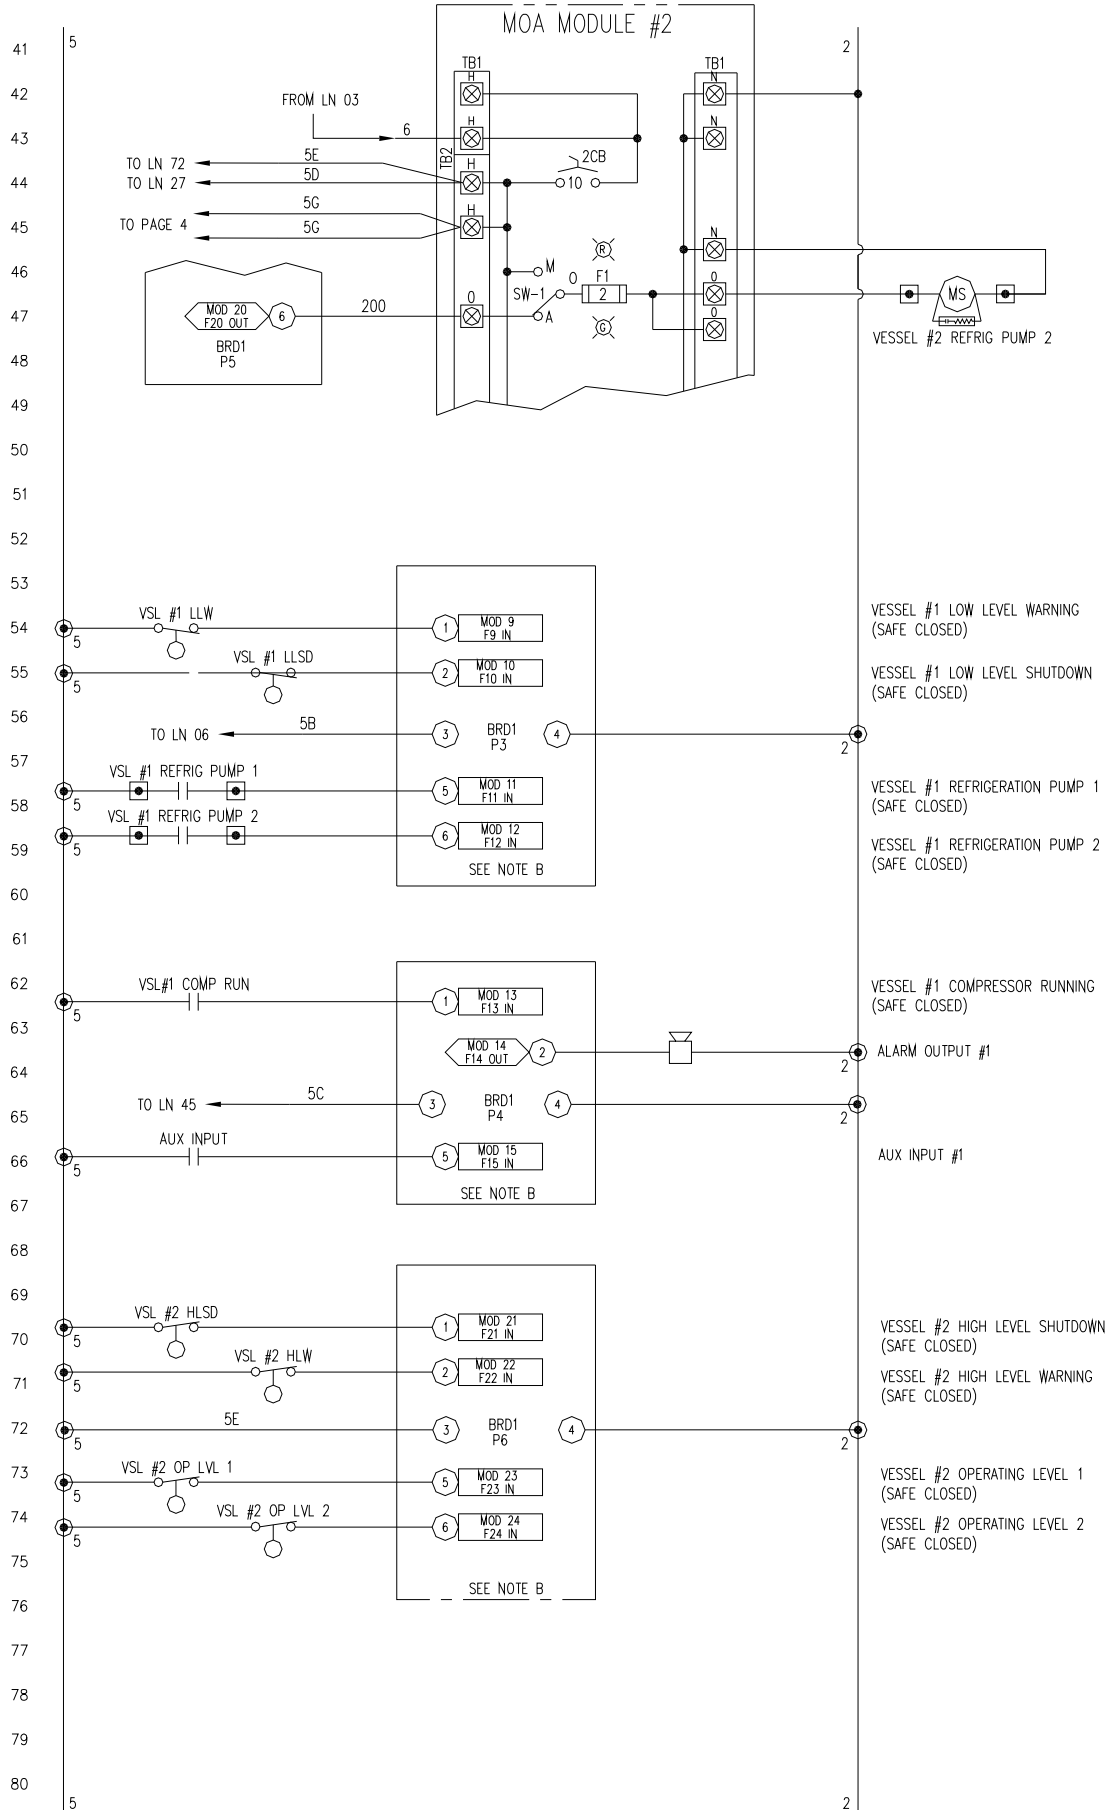 MOA MODULE #2
41 5 2
TB1 TB1
H N
42 FROM LN 03
H N
43 6
TB2
TO LN 72 5E H 2CB
44 TO LN 27 5D 10
5G H
45 TO PAGE 4
5G N
R
46 M O F1 O
SW-1 2 MS
MOD 20
F20 OUT 6 200 O A G O
47
BRD1
P5
VESSEL #2 REFRIG PUMP 2
48
49
50
51
52
53
VSL #1 LLW VESSEL #1 LOW LEVEL WARNING
54 5 1 MOD 9
F9 IN (SAFE CLOSED)
VSL #1 LLSD
55 5 2 MOD 10
F10 IN VESSEL #1 LOW LEVEL SHUTDOWN
(SAFE CLOSED)
56 5B
TO LN 06 3 BRD1
P3 4 2
57
VSL #1 REFRIG PUMP 1
5 5 MOD 11
F11 IN VESSEL #1 REFRIGERATION PUMP 1
58 (SAFE CLOSED)
VSL #1 REFRIG PUMP 2
5 6 MOD 12
F12 IN VESSEL #1 REFRIGERATION PUMP 2
59 (SAFE CLOSED)
SEE NOTE B
60
61
62 VSL#1 COMP RUN VESSEL #1 COMPRESSOR RUNNING
5 1 MOD 13
F13 IN (SAFE CLOSED)
63
MOD 14
F14 OUT 2 2 ALARM OUTPUT #1
64
5C
TO LN 45 3 BRD1
P4 4 2
65
AUX INPUT
66 5 5 MOD 15
F15 IN AUX INPUT #1
SEE NOTE B
67
68
69
VSL #2 HLSD
70 5 1 MOD 21
F21 IN VESSEL #2 HIGH LEVEL SHUTDOWN
(SAFE CLOSED)
VSL #2 HLW
71 5 2 MOD 22
F22 IN VESSEL #2 HIGH LEVEL WARNING
(SAFE CLOSED)
5E
72 5 3 BRD1
P6 4 2
73 VSL #2 OP LVL 1
5 5 MOD 23
F23 IN VESSEL #2 OPERATING LEVEL 1
(SAFE CLOSED)
74 VSL #2 OP LVL 2
5 6 MOD 24
F24 IN VESSEL #2 OPERATING LEVEL 2
(SAFE CLOSED)
75
SEE NOTE B
76
77
78
79
80
5 2